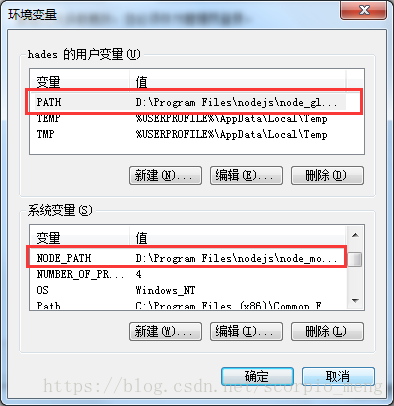 环境变量
hades 的用户变量(U)
变量 值
PATH D:\Program Files\nodejs\node_gl...
TEMP %USERPROFILE%\AppData\Local\Temp
TMP %USERPROFILE%\AppData\Local\Temp
新建(N)... 编辑(E)... 删除(D)
系统变量(S)
变量 值
NODE_PATH D:\Program Files\nodejs\node_mo...
NUMBER_OF_PR... 4
OS Windows_NT
Path C:\Program Files (x86)\Common F...
新建(W)... 编辑(I)... 删除(L)
确定 取消
https://blog.csdn.net/scorpio_meng